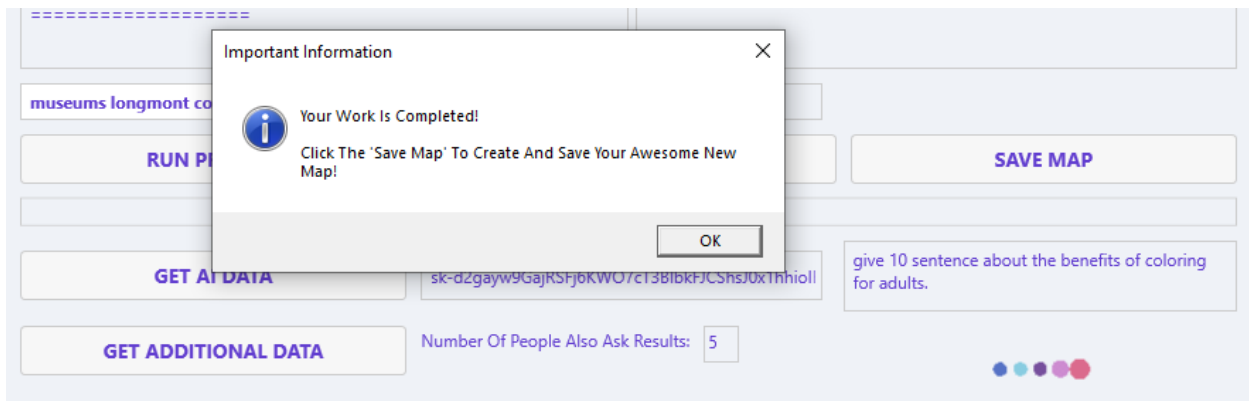 ===================
Important Information
Your Work Is Completed!
Click The 'Save Map' To Create And Save Your Awesome New
Map!
OK
museums longmont co
RUN
SAVE MAP
GET AI DATA
give 10 sentence about the benefits of coloring
for adults.
GET ADDITIONAL DATA
Number Of People Also Ask Results:
5